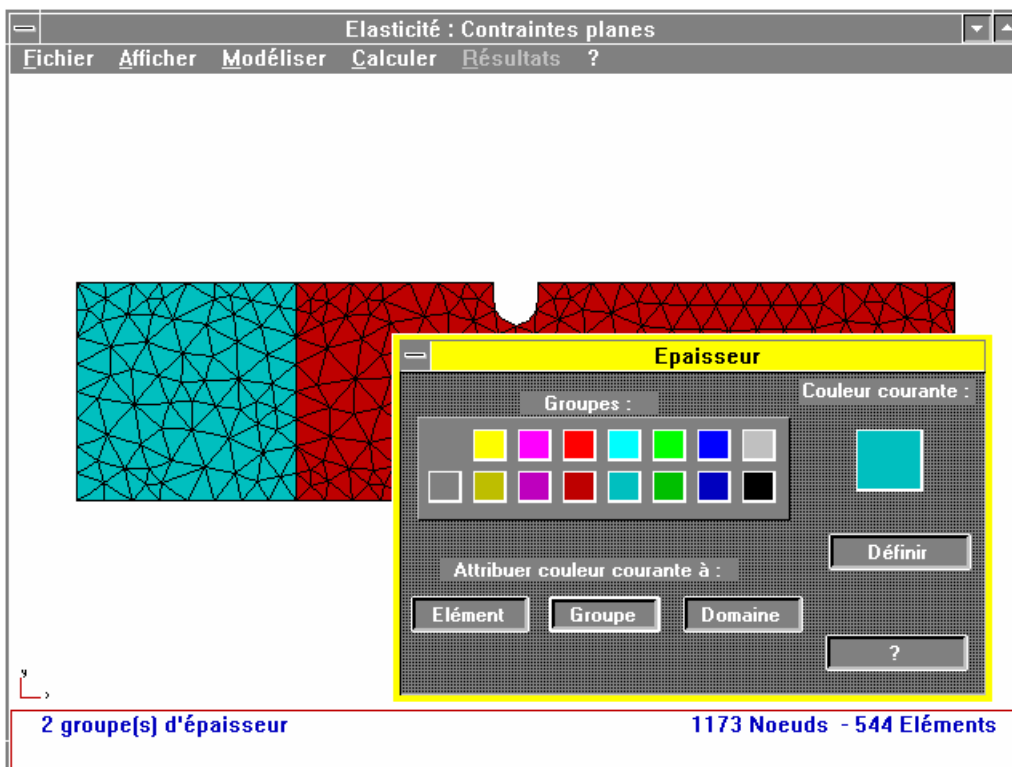 Elasticité : Contraintes planes
Fichier Afficher Modéliser Calculer Résultats ?
Epaisseur
Couleur courante :
Groupes :
Définir
Attribuer couleur courante à :
Elément Groupe Domaine
?
y
x
2 groupe(s) d'épaisseur 1173 Noeuds - 544 Eléments